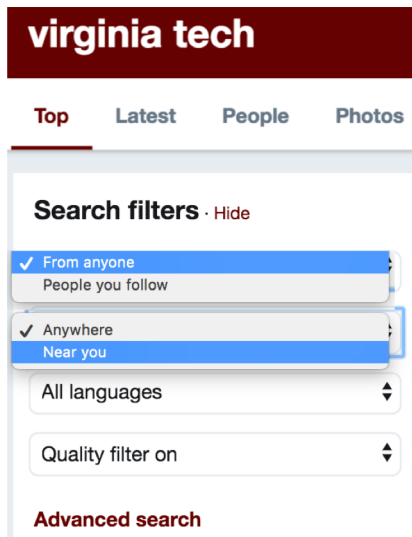 virginia tech
Top Latest People Photos
Search filters · Hide
✓ From anyone
People you follow
✓ Anywhere
Near you
All languages
Quality filter on
Advanced search